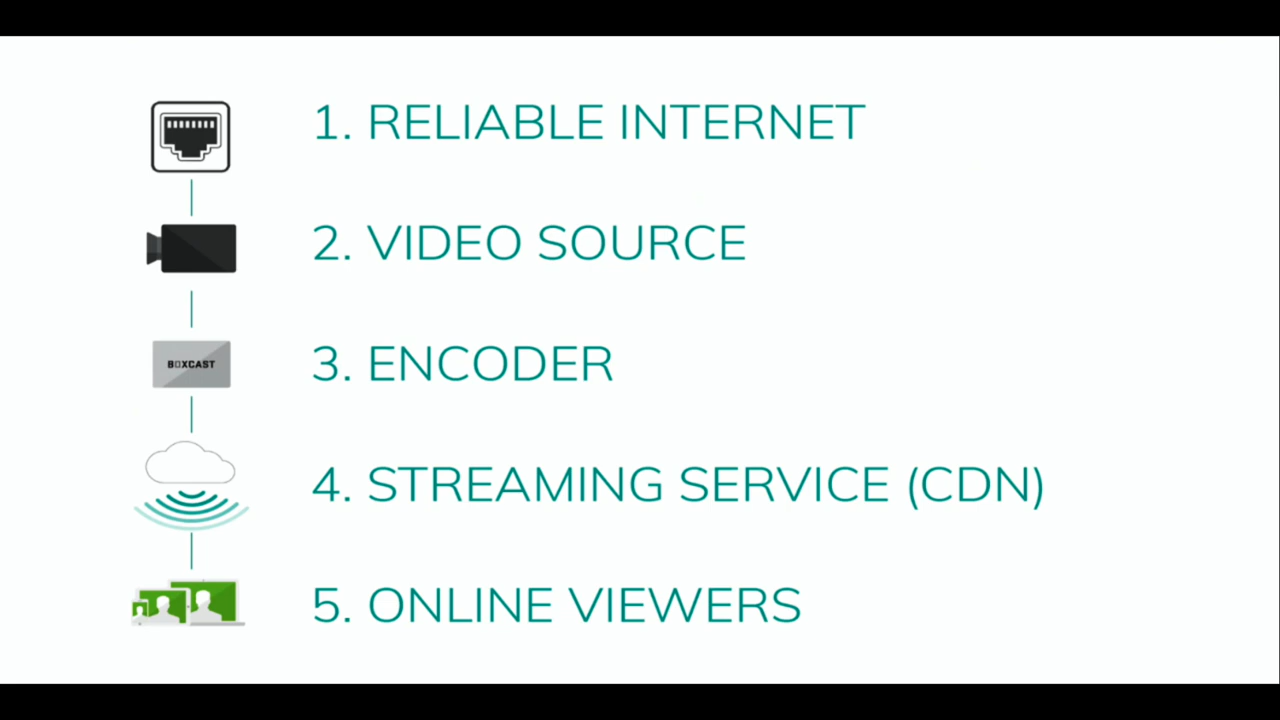 1. RELIABLE INTERNET
2. VIDEO SOURCE
BOXCAST
3. ENCODER
4. STREAMING SERVICE (CDN)
5. ONLINE VIEWERS